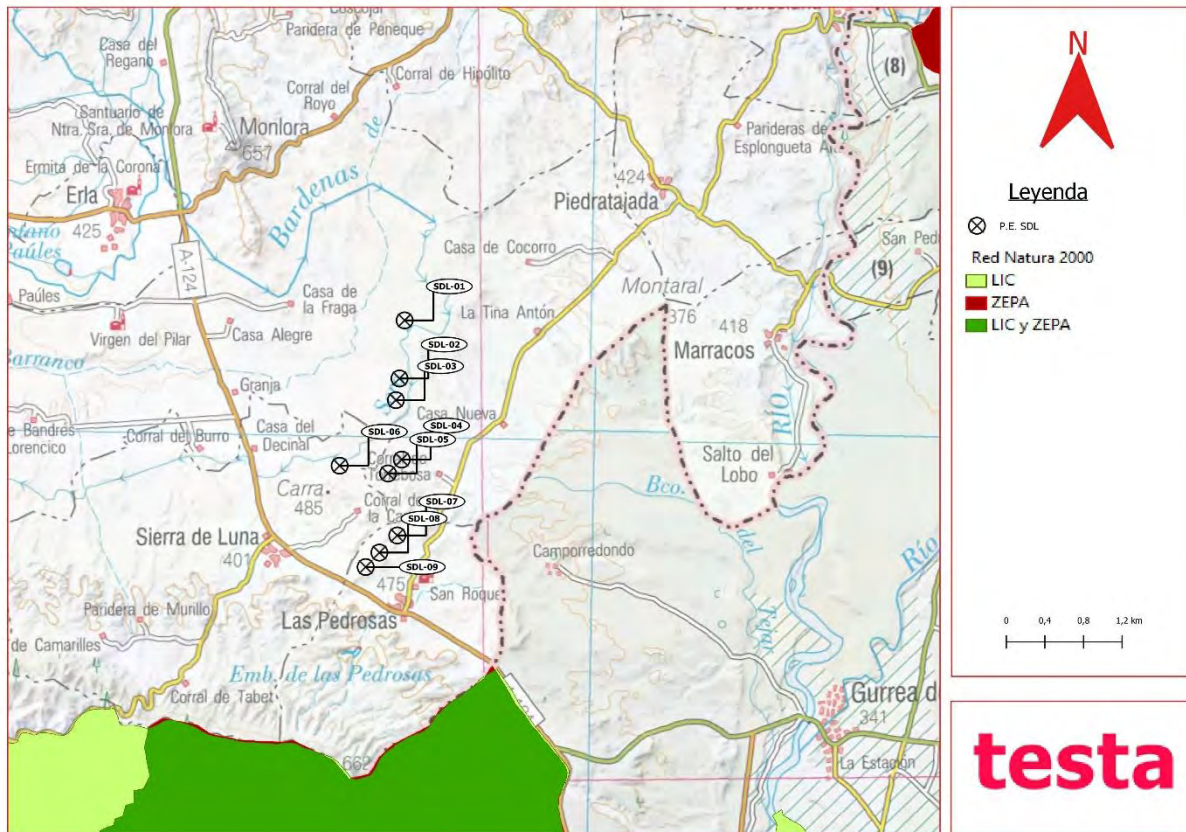 Paridera de Peneque
Casa del
Regano
Corral de Hipólito
Corral del
Royo
Santuario de
Ntra. Sra. de Monlora
Monlora
657
Ermita de la Corona
Erla
425
Paúles
Bardenas
de
A-124
Paúles
Virgen del Pilar
Casa de
la Fraga
Casa Alegre
Barranco
Granja
Corral del Burro
Casa del
Decinal
Carra
485
Sierra de Luna
401
Paridera de Murillo
de Camarilles
Corral de Tabet
Emb. de las Pedrosas
662
Las Pedrosas
475
San Roque
Casa Nueva
La Tina Antón
Casa de Cocorro
Piedratajada
424
Parideras de
Esplongueta
Montaral
376
418
Marracos
RÍO
Salto del
Lobo
Bco.
del
Tejar
Río
Camporredondo
Gurrea d
341
La Estación
(8)
(9)
San Ped
SDL-01
SDL-02
SDL-03
SDL-04
SDL-05
SDL-06
SDL-07
SDL-08
SDL-09
N
Leyenda
P.E. SDL
Red Natura 2000
LIC
ZEPA
LIC y ZEPA
0 0,4 0,8 1,2 km
testa